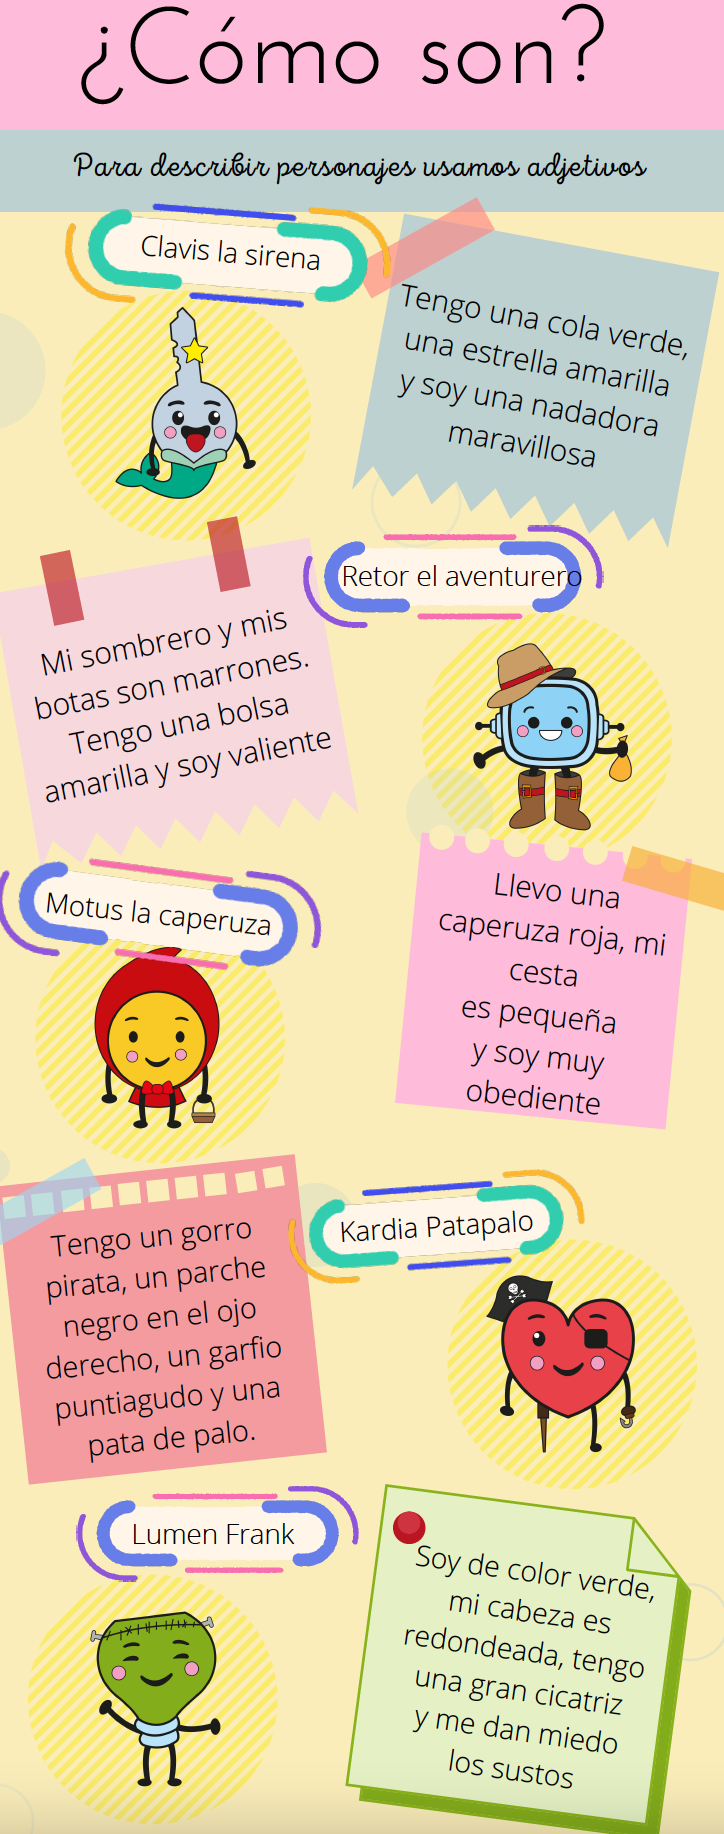 ¿Cómo son?
Para describir personajes usamos adjetivos
Clavis la sirena
Tengo una cola verde,
una estrella amarilla
y soy una nadadora
maravillosa
Retor el aventurero
Mi sombrero y mis
botas son marrones.
Tengo una bolsa
amarilla y soy valiente
Motus la caperuza
Llevo una
caperuza roja, mi
cesta
es pequeña
y soy muy
obediente
Kardia Patapalo
Tengo un gorro
pirata, un parche
negro en el ojo
derecho, un garfio
puntiagudo y una
pata de palo.
Lumen Frank
Soy de color verde,
mi cabeza es
redondeada, tengo
una gran cicatriz
y me dan miedo
los sustos